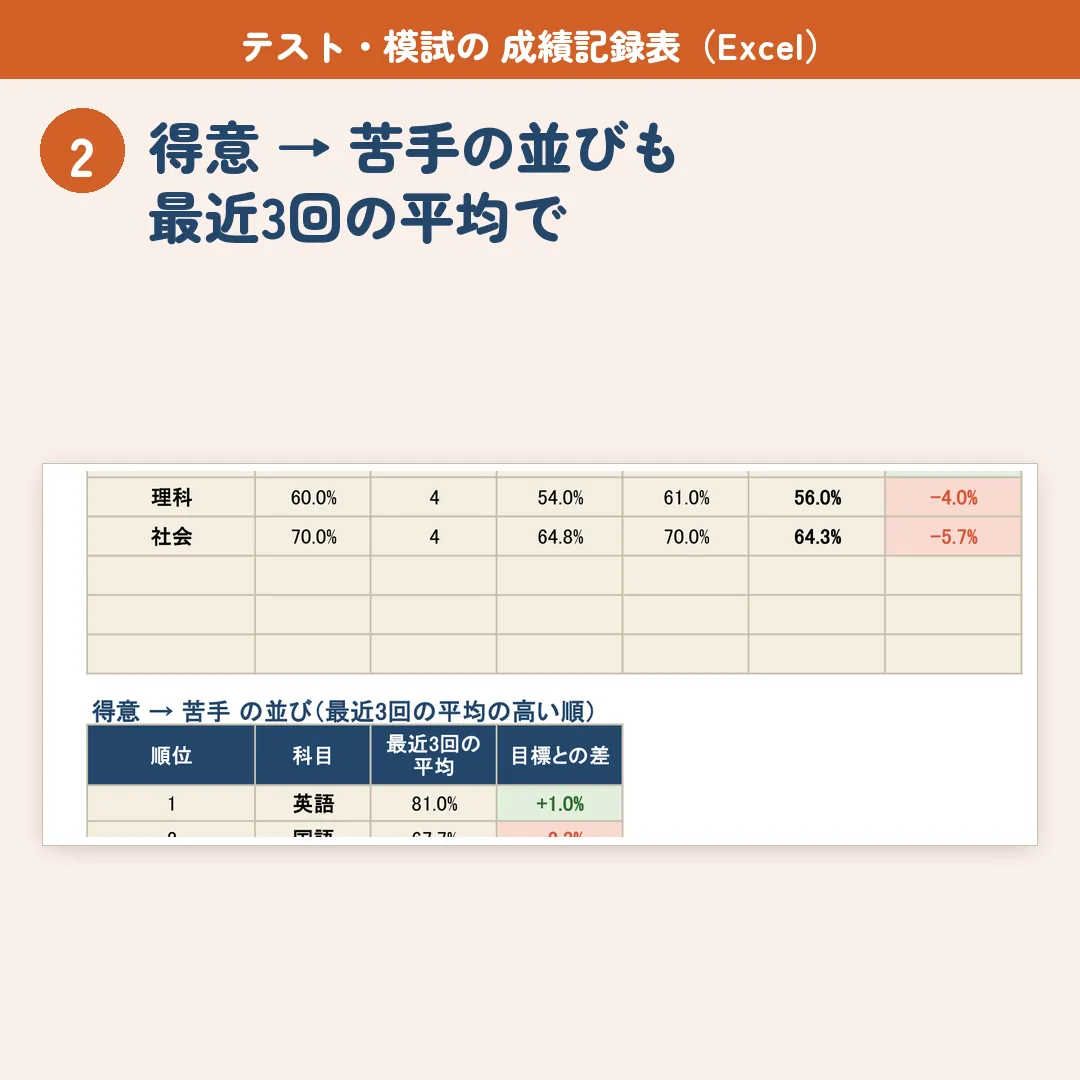 テスト・模試の 成績記録表（Excel）
2
得意 → 苦手の並びも
最近3回の平均で
理科 60.0% 4 54.0% 61.0% 56.0% −4.0%
社会 70.0% 4 64.8% 70.0% 64.3% −5.7%
得意 → 苦手 の並び（最近3回の平均の高い順）
順位 科目 最近3回の平均 目標との差
1 英語 81.0% +1.0%
国語 67.7%